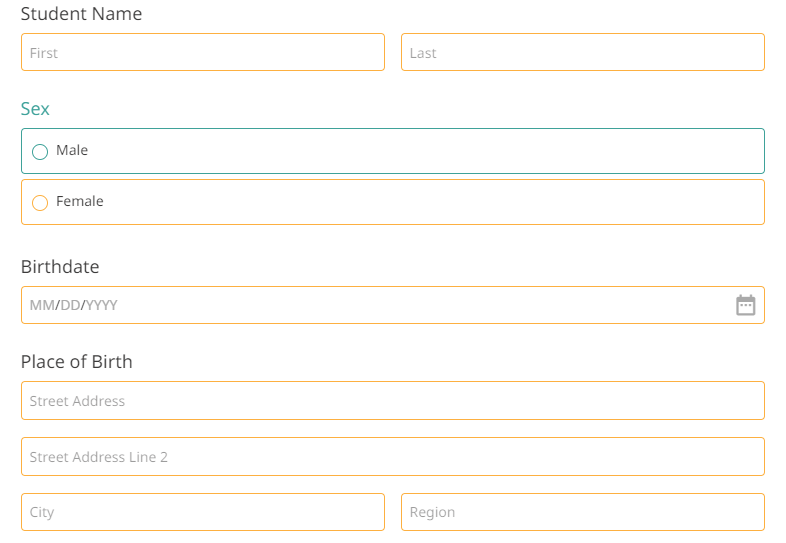 Student Name
First Last
Sex
Male
Female
Birthdate
MM/DD/YYYY
Place of Birth
Street Address
Street Address Line 2
City Region